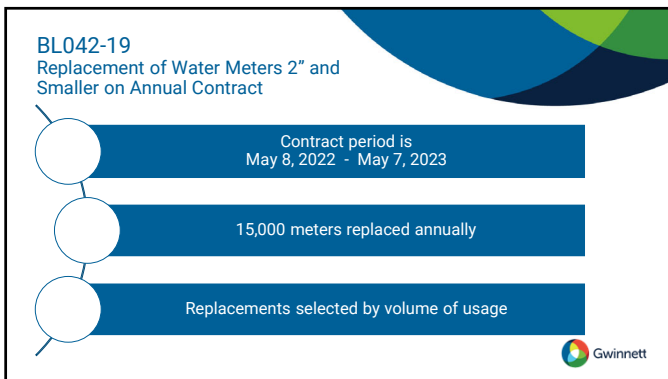 BL042-19
Replacement of Water Meters 2” and
Smaller on Annual Contract
Contract period is
May 8, 2022 - May 7, 2023
15,000 meters replaced annually
Replacements selected by volume of usage
Gwinnett